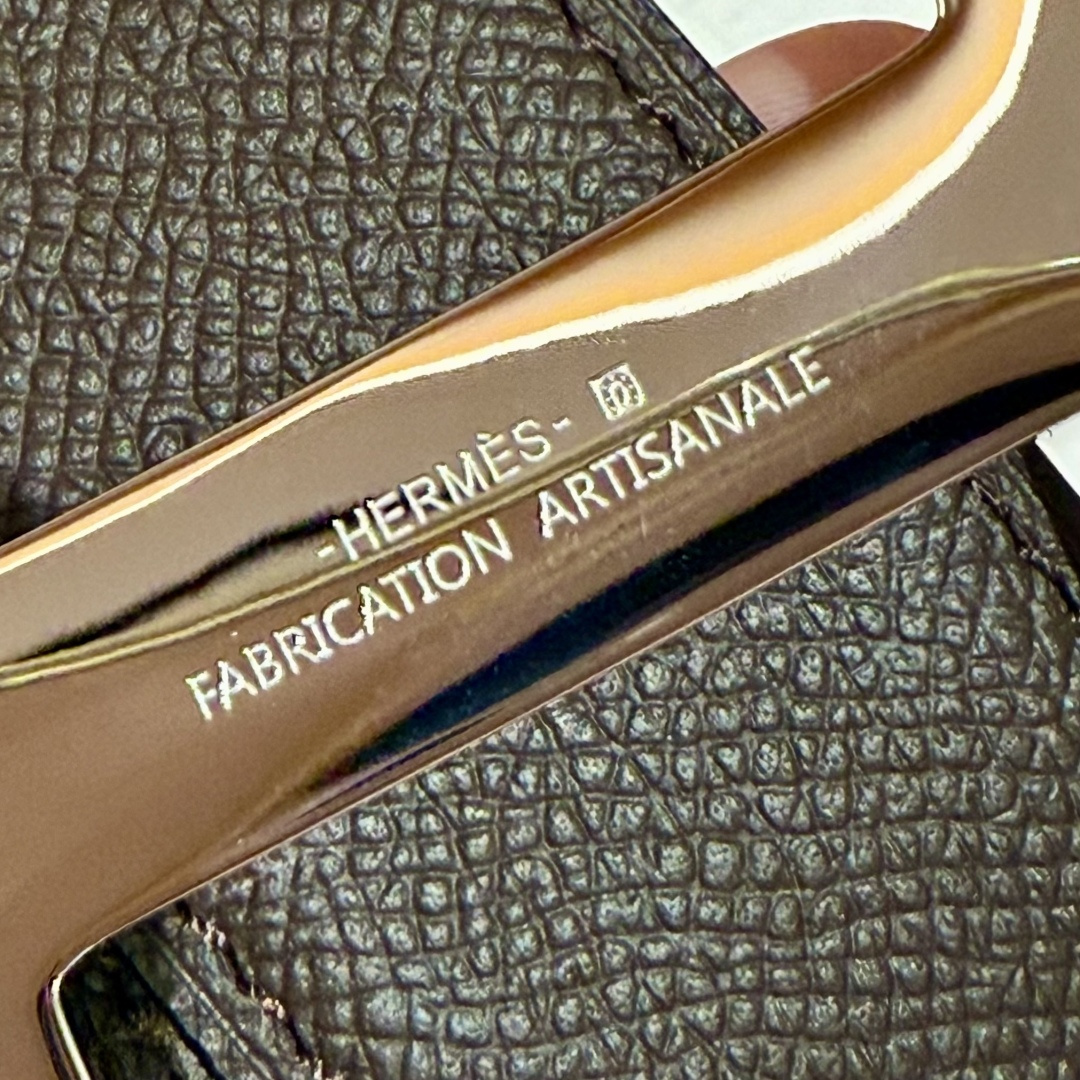 -HERMÈS-
FABRICATION ARTISANALE